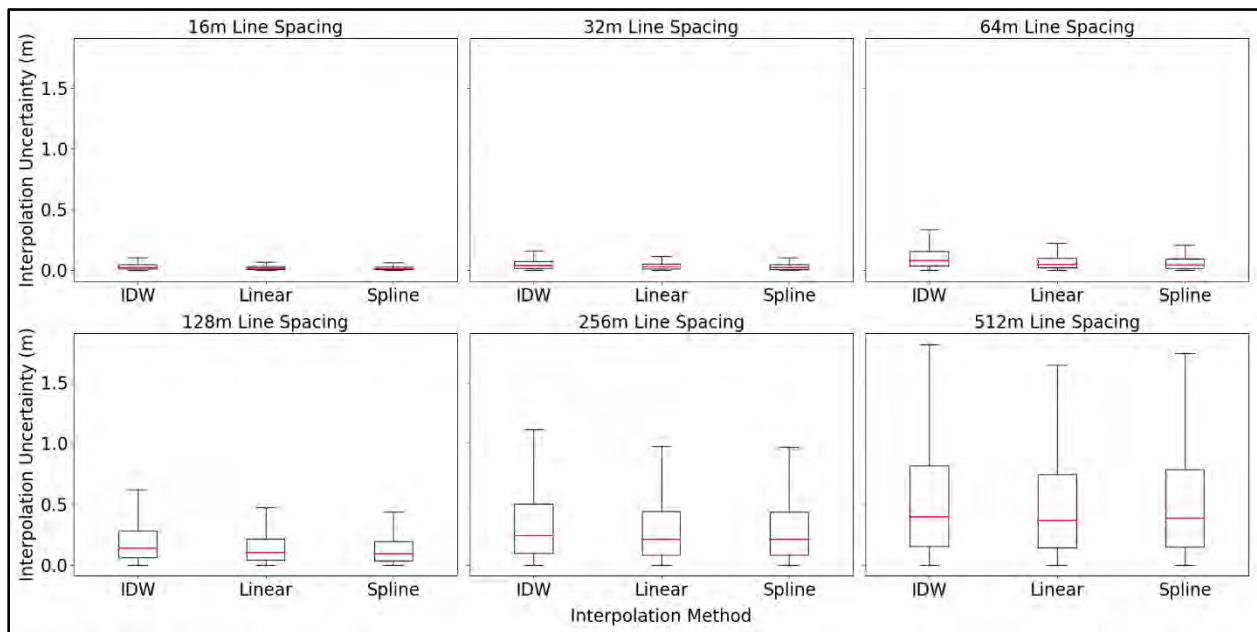 16m Line Spacing
32m Line Spacing
64m Line Spacing
Interpolation Uncertainty (m)
1.5
1.0
0.5
0.0
IDW
Linear
Spline
IDW
Linear
Spline
IDW
Linear
Spline
128m Line Spacing
256m Line Spacing
512m Line Spacing
Interpolation Uncertainty (m)
1.5
1.0
0.5
0.0
IDW
Linear
Spline
IDW
Linear
Spline
IDW
Linear
Spline
Interpolation Method